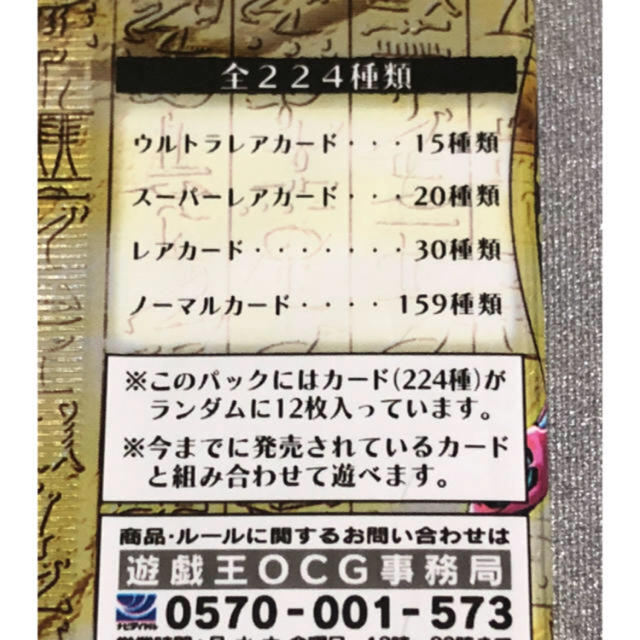 全２２４種類
ウルトラレアカード・・・15種類
スーパーレアカード・・・20種類
レアカード・・・・・・・30種類
ノーマルカード・・・・159種類
※このパックにはカード(224種)が
ランダムに12枚入っています。
※今までに発売されているカード
と組み合わせて遊べます。
商品・ルールに関するお問い合わせは
遊戯王OCG事務局
ナビダイヤル 0570-001-573